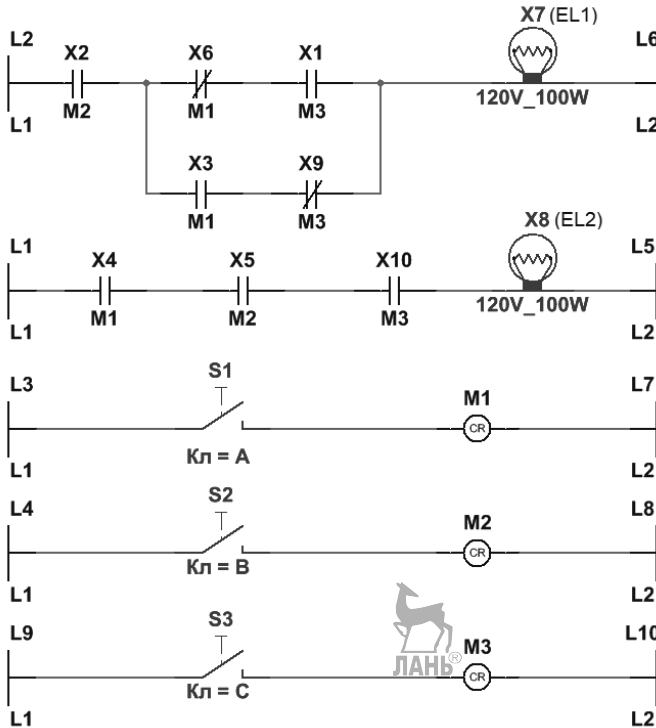 X7 (EL1)
L2 X2 X6 X1 L6
M2 M1 M3 120V_100W
L1 L2
X3 X9
M1 M3
X8 (EL2)
L1 X4 X5 X10 L5
M1 M2 M3 120V_100W
L1 L2
S1
L3 M1 L7
CR
Кл = A
L1 L2
S2
L4 M2 L8
CR
Кл = B
L1 L2
S3
L9 M3 L10
ЛАНЬ®
CR
Кл = C
L1 L2